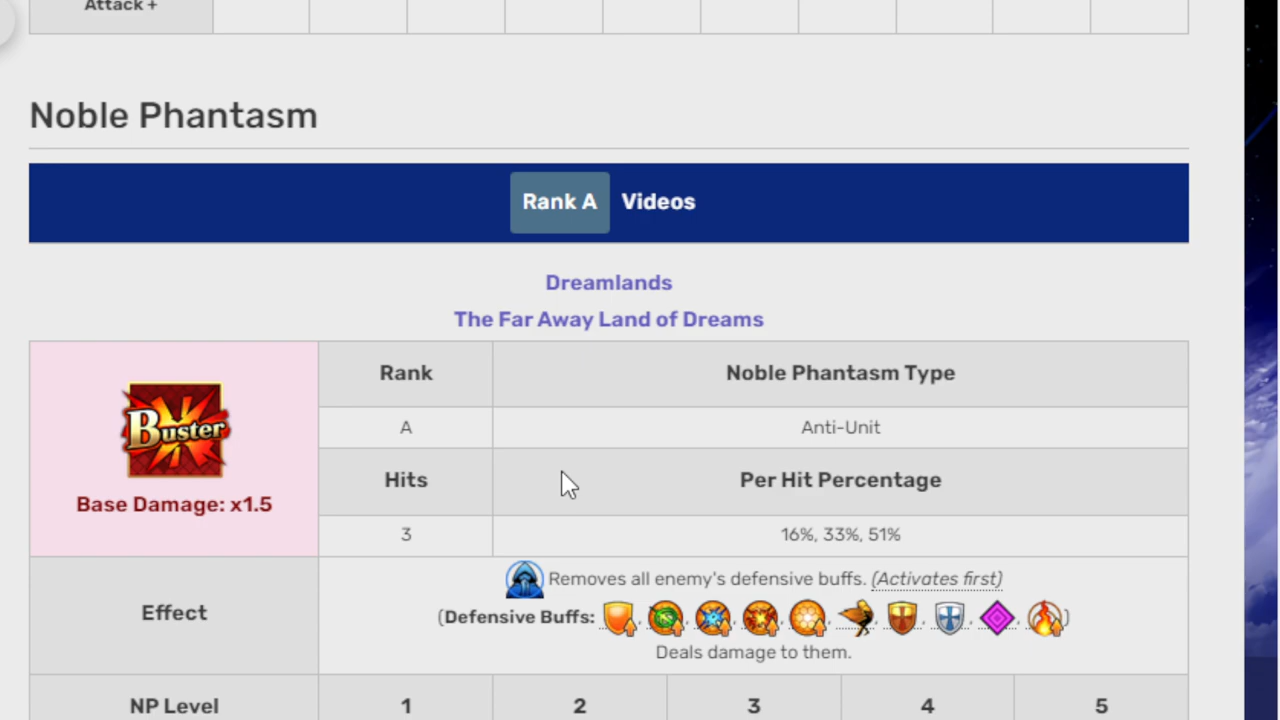 Attack +
Noble Phantasm
Rank A Videos
Dreamlands
The Far Away Land of Dreams
Rank Noble Phantasm Type
A Anti-Unit
Buster
Base Damage: x1.5
Hits Per Hit Percentage
3 16%, 33%, 51%
Effect
Removes all enemy's defensive buffs. (Activates first)
(Defensive Buffs: , , , , , , , , , )
Deals damage to them.
NP Level 1 2 3 4 5